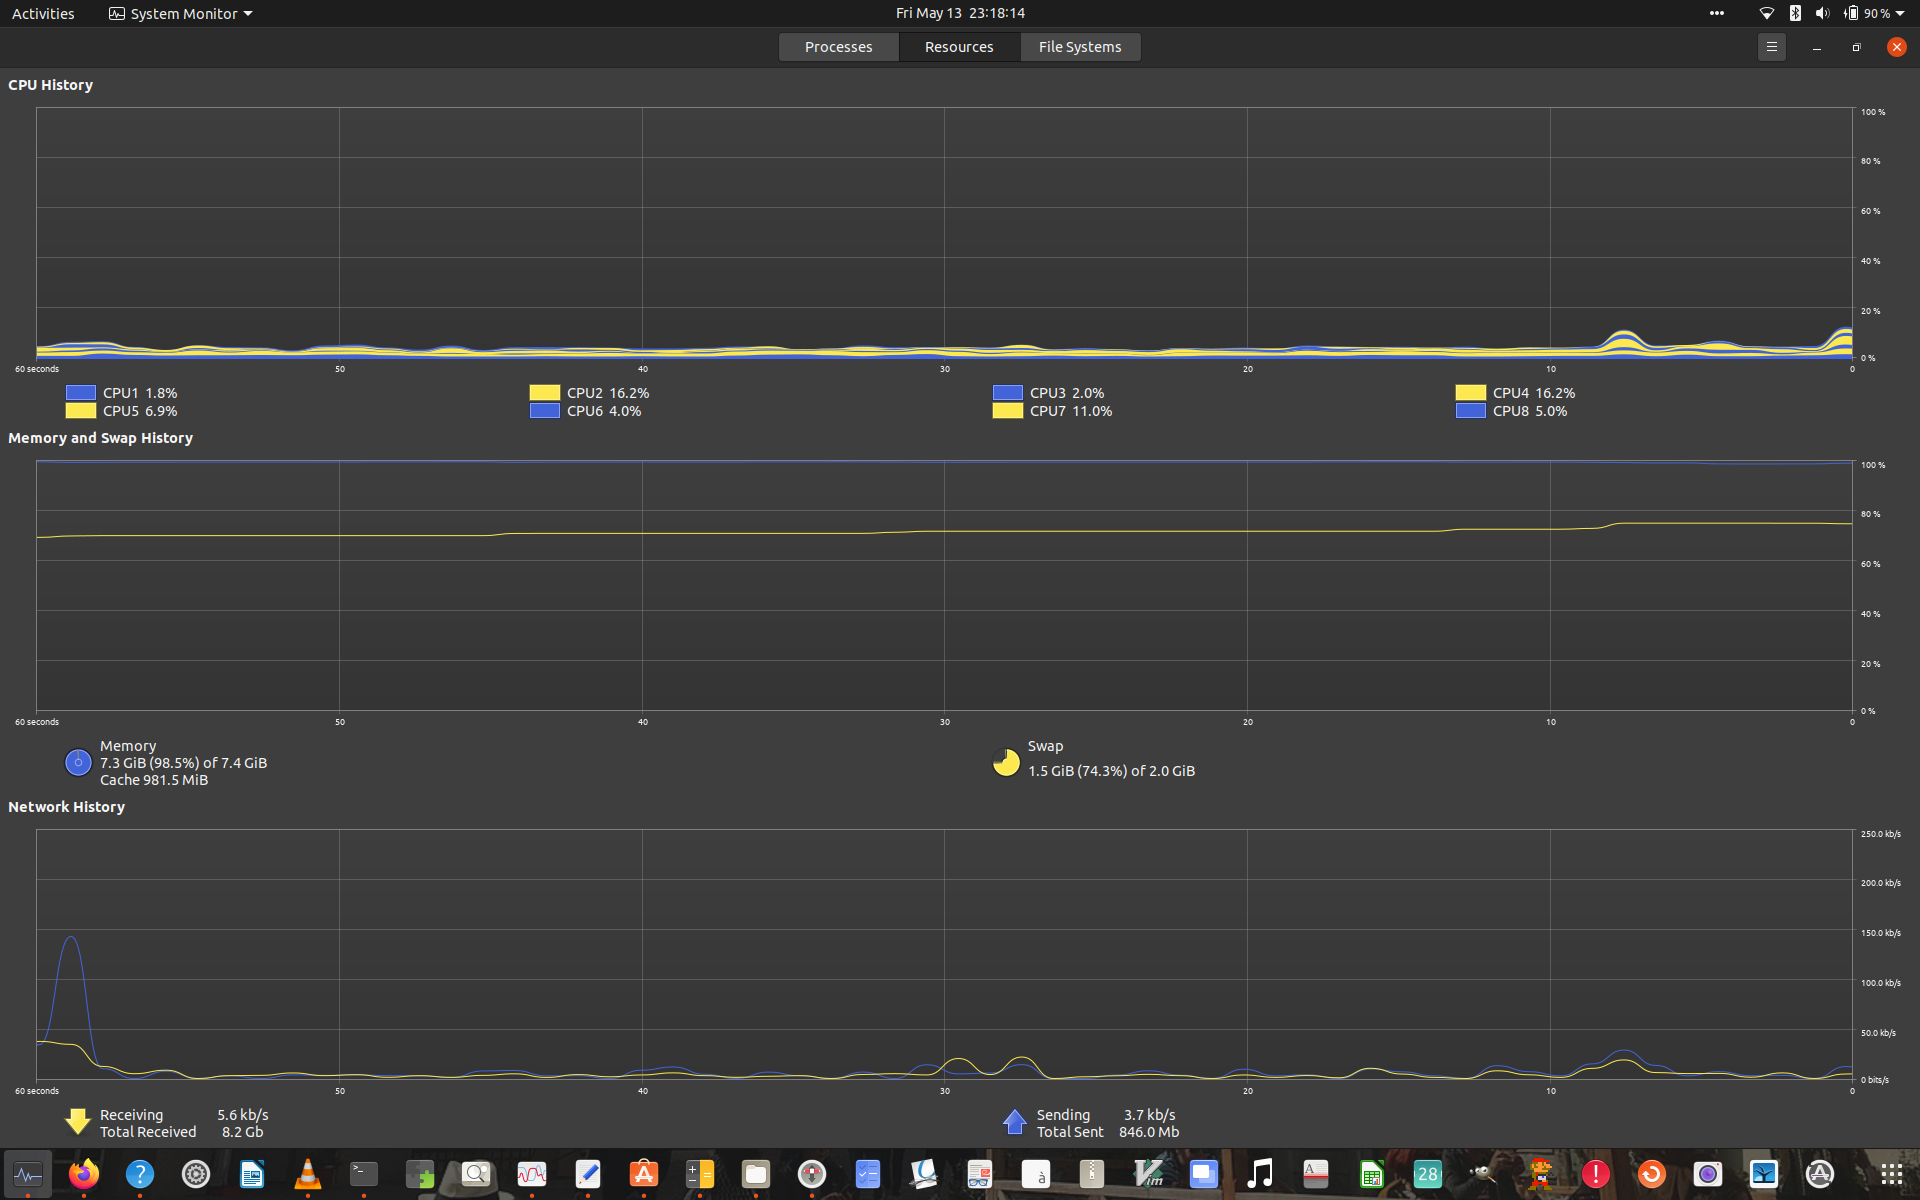 Activities System Monitor Fri May 13 23:18:14 90 %
Processes Resources File Systems
CPU History
100 %
80 %
60 %
40 %
20 %
0 %
60 seconds 50 40 30 20 10 0
CPU1 1.8% CPU2 16.2% CPU3 2.0% CPU4 16.2%
CPU5 6.9% CPU6 4.0% CPU7 11.0% CPU8 5.0%
Memory and Swap History
100 %
80 %
60 %
40 %
20 %
0 %
60 seconds 50 40 30 20 10 0
Memory Swap
7.3 GiB (98.5%) of 7.4 GiB 1.5 GiB (74.3%) of 2.0 GiB
Cache 981.5 MiB
Network History
250.0 kb/s
200.0 kb/s
150.0 kb/s
100.0 kb/s
50.0 kb/s
0 bits/s
60 seconds 50 40 30 20 10 0
Receiving 5.6 kb/s Sending 3.7 kb/s
Total Received 8.2 Gb Total Sent 846.0 Mb
? >_ à Vim A 28 !